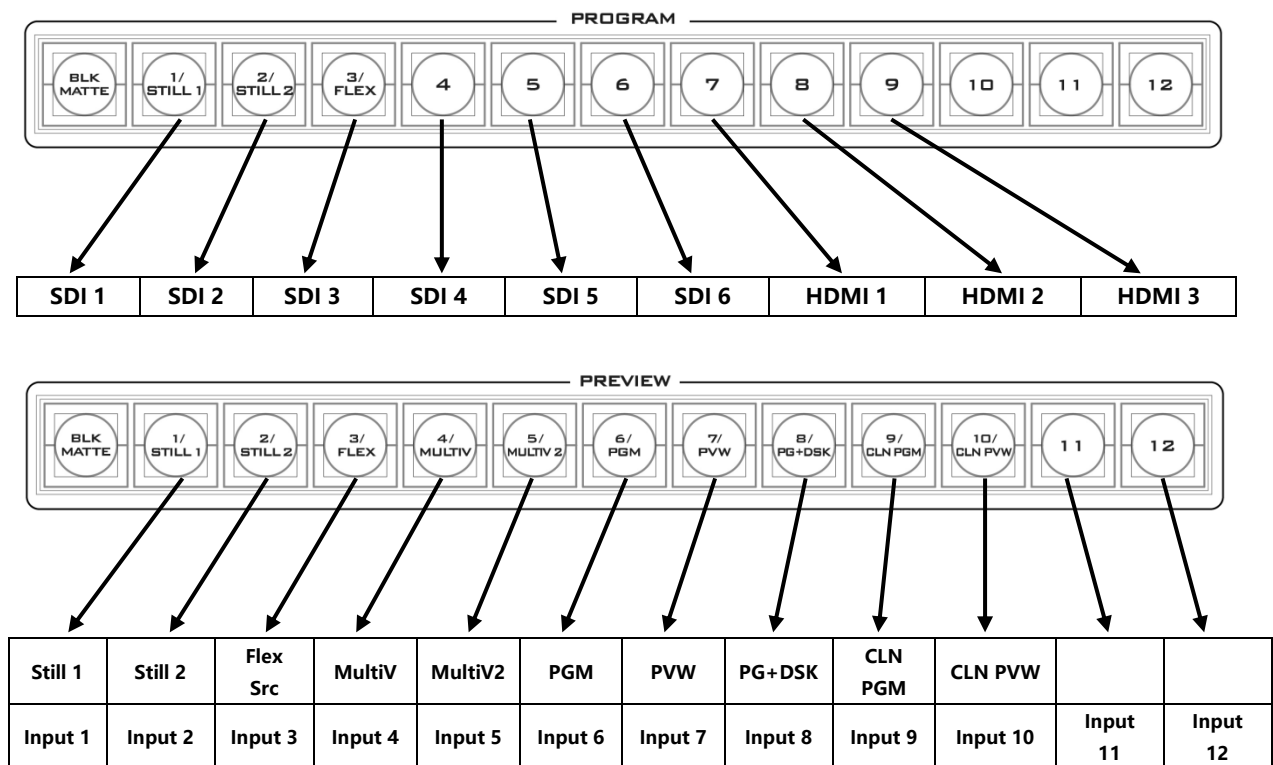 PROGRAM
BLK MATTE 1/ STILL 1 2/ STILL 2 3/ FLEX 4 5 6 7 8 9 10 11 12
SDI 1 SDI 2 SDI 3 SDI 4 SDI 5 SDI 6 HDMI 1 HDMI 2 HDMI 3
PREVIEW
BLK MATTE 1/ STILL 1 2/ STILL 2 3/ FLEX 4/ MULTIV 5/ MULTIV 2 6/ PGM 7/ PVW 8/ PG+DSK 9/ CLN PGM 10/ CLN PVW 11 12
Still 1 Still 2 Flex Src MultiV MultiV2 PGM PVW PG+DSK CLN PGM CLN PVW
Input 1 Input 2 Input 3 Input 4 Input 5 Input 6 Input 7 Input 8 Input 9 Input 10 Input 11 Input 12